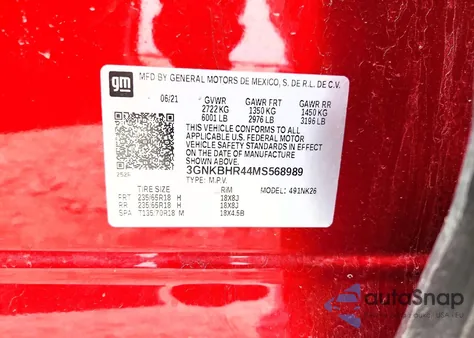 gm
MFD BY GENERAL MOTORS DE MEXICO, S. DE R.L. DE C.V.
06/21 GVWR GAWR FRT GAWR RR
2722 KG 1350 KG 1450 KG
6001 LB 2976 LB 3196 LB
THIS VEHICLE CONFORMS TO ALL
APPLICABLE U.S. FEDERAL MOTOR
VEHICLE SAFETY STANDARDS IN EFFECT
ON THE DATE OF MANUFACTURE SHOWN ABOVE.
3GNKBHR44MS568989
TYPE: M.P.V. MODEL: 491NK26
TIRE SIZE RIM
FRT 235/65R18 H 18X8J
RR 235/65R18 H 18X8J
SPA T135/70R18 M 18X4.5B
autoSnap